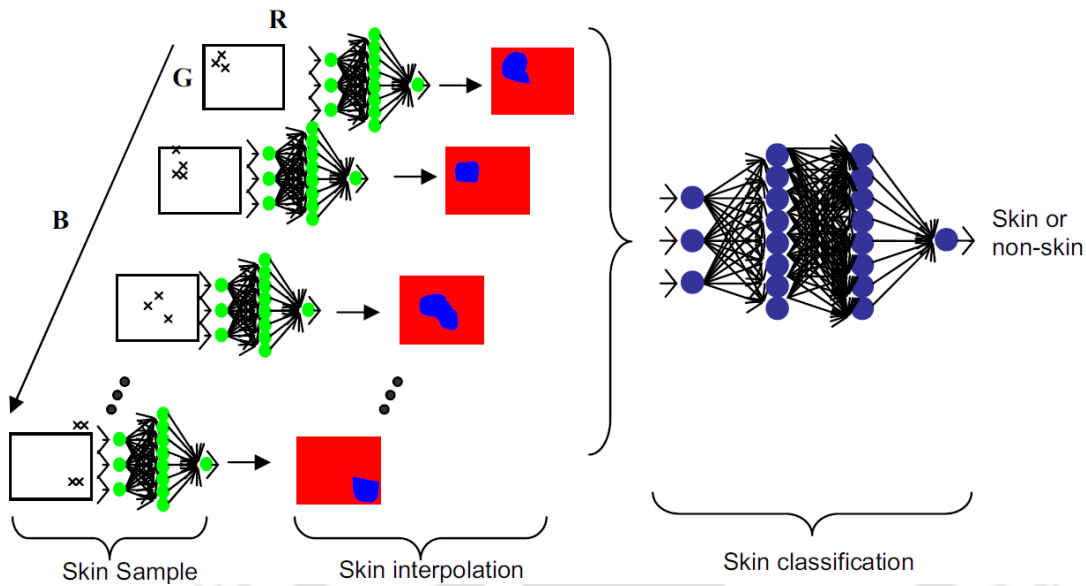 R
G
B
Skin or
non-skin
Skin Sample
Skin interpolation
Skin classification